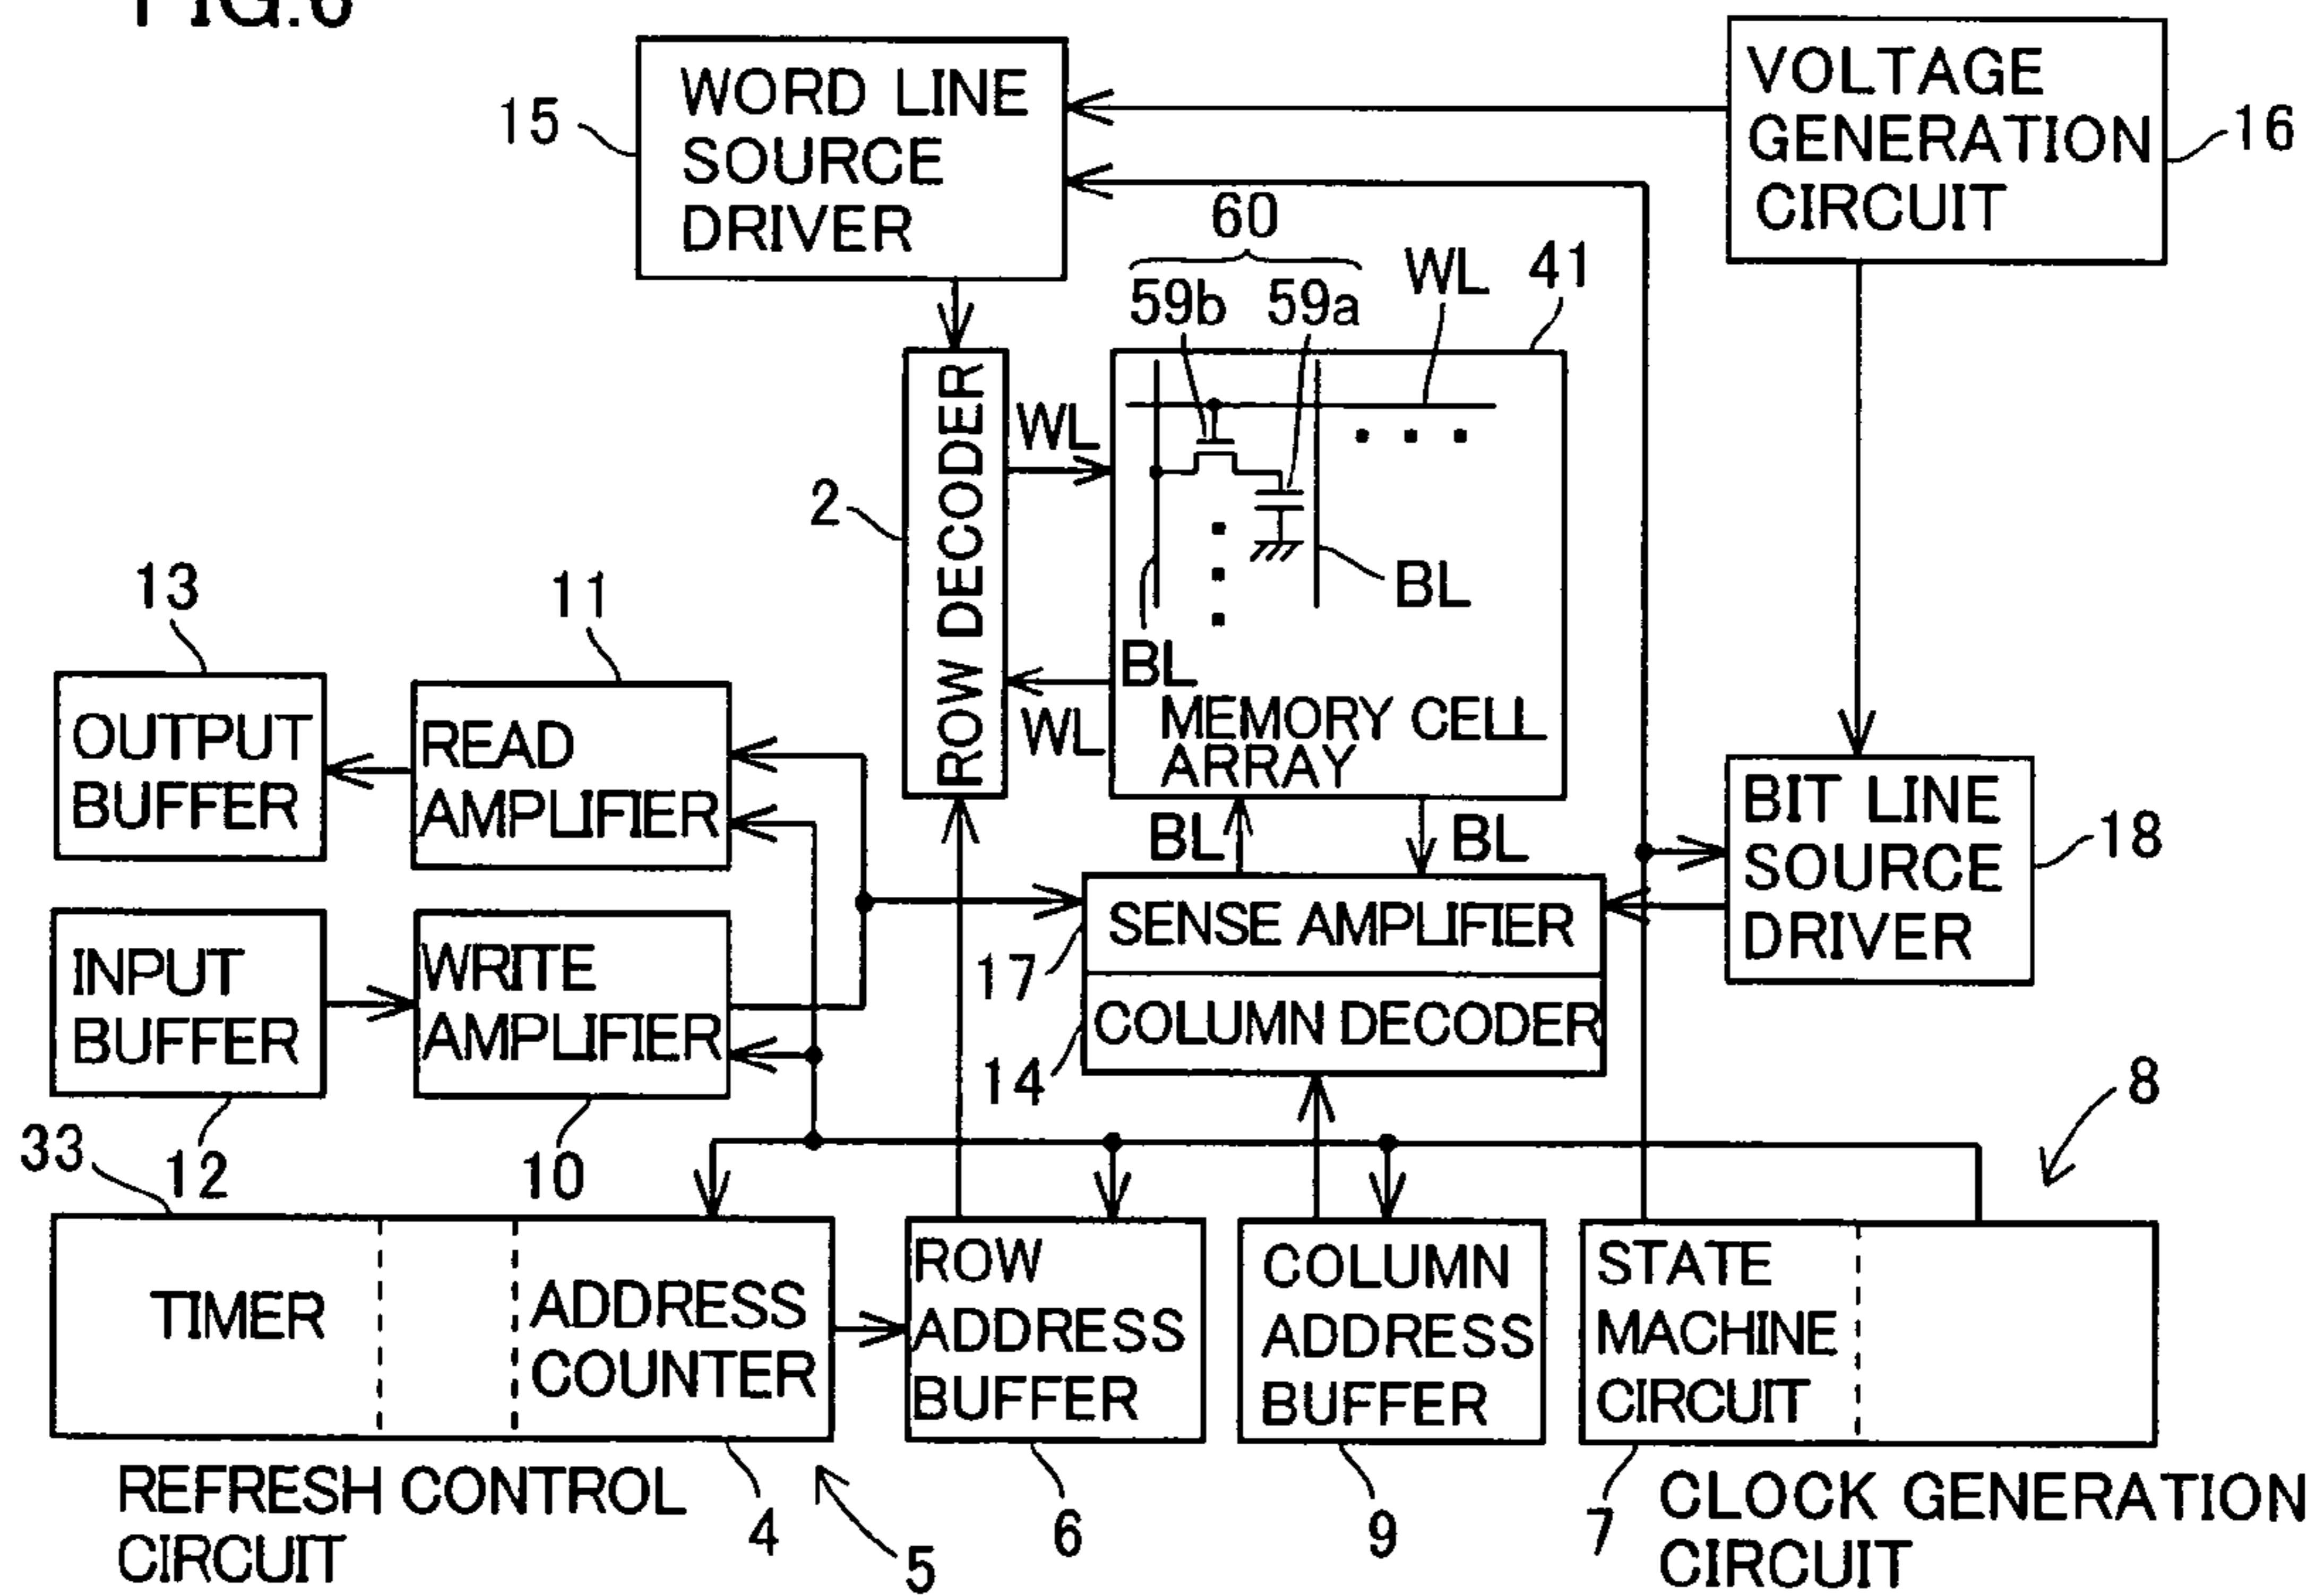 FIG.6
WORD LINE
SOURCE
DRIVER
15
VOLTAGE
GENERATION
CIRCUIT
16
60
59b 59a WL 41
ROW DECODER
2
WL
WL
BL
BL
MEMORY CELL
ARRAY
13
OUTPUT
BUFFER
11
READ
AMPLIFIER
BL BL
BIT LINE
SOURCE
DRIVER
18
INPUT
BUFFER
12
WRITE
AMPLIFIER
10
SENSE AMPLIFIER
17
COLUMN DECODER
14
8
33
TIMER
ADDRESS
COUNTER
ROW
ADDRESS
BUFFER
COLUMN
ADDRESS
BUFFER
STATE
MACHINE
CIRCUIT
REFRESH CONTROL
CIRCUIT
4
5
6
9
7
CLOCK GENERATION
CIRCUIT